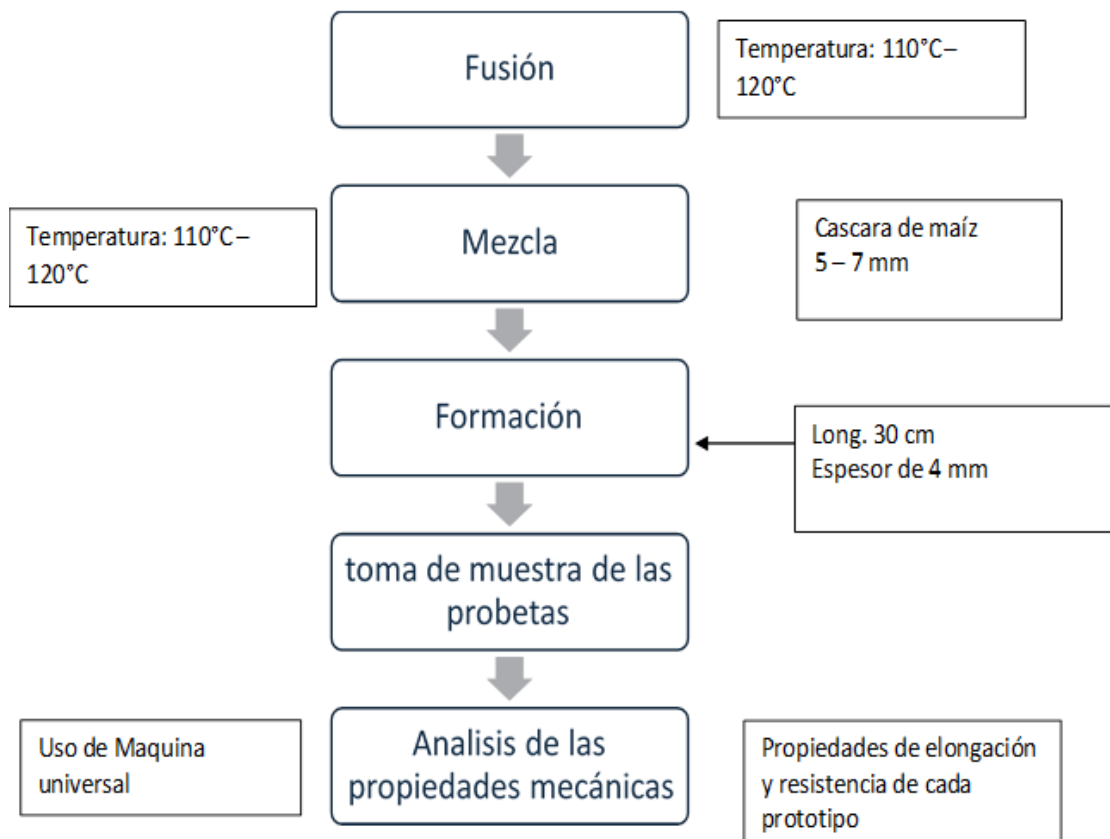 Fusión
Temperatura: 110°C–
120°C
Temperatura: 110°C–
120°C
Mezcla
Cascara de maíz
5 – 7 mm
Formación
Long. 30 cm
Espesor de 4 mm
toma de muestra de las
probetas
Uso de Maquina
universal
Analisis de las
propiedades mecánicas
Propiedades de elongación
y resistencia de cada
prototipo